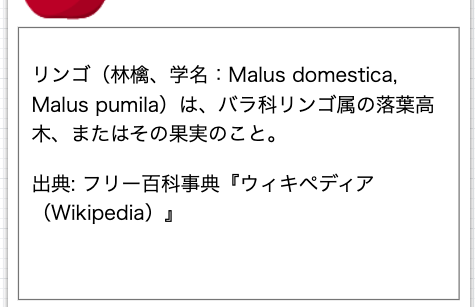 リンゴ（林檎、学名：Malus domestica,
Malus pumila）は、バラ科リンゴ属の落葉高
木、またはその果実のこと。
出典: フリー百科事典『ウィキペディア
（Wikipedia）』